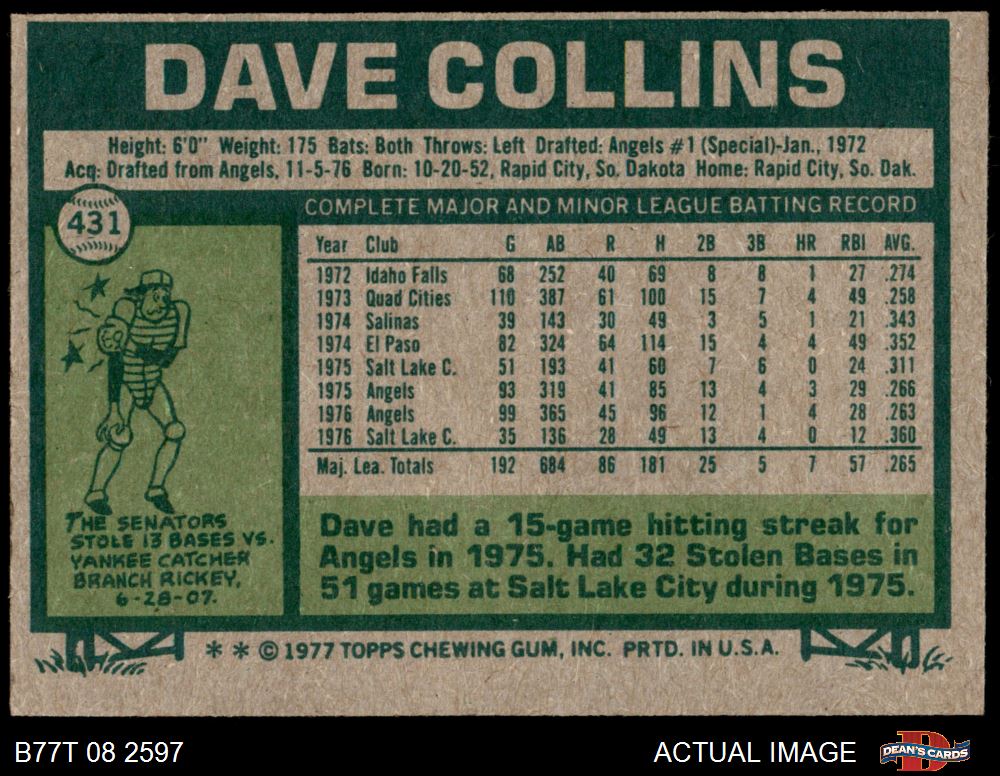 DAVE COLLINS
Height: 6'0" Weight: 175 Bats: Both Throws: Left Drafted: Angels #1 (Special)-Jan., 1972
Acq: Drafted from Angels, 11-5-76 Born: 10-20-52, Rapid City, So. Dakota Home: Rapid City, So. Dak.
431
COMPLETE MAJOR AND MINOR LEAGUE BATTING RECORD
Year Club G AB R H 2B 3B HR RBI AVG.
1972 Idaho Falls 68 252 40 69 8 8 1 27 .274
1973 Quad Cities 110 387 61 100 15 7 4 49 .258
1974 Salinas 39 143 30 49 3 5 1 21 .343
1974 El Paso 82 324 64 114 15 4 4 49 .352
1975 Salt Lake C. 51 193 41 60 7 6 0 24 .311
1975 Angels 93 319 41 85 13 4 3 29 .266
1976 Angels 99 365 45 96 12 1 4 28 .263
1976 Salt Lake C. 35 136 28 49 13 4 0 12 .360
Maj. Lea. Totals 192 684 86 181 25 5 7 57 .265
THE SENATORS
STOLE 13 BASES VS.
YANKEE CATCHER
BRANCH RICKEY,
6-28-07.
Dave had a 15-game hitting streak for
Angels in 1975. Had 32 Stolen Bases in
51 games at Salt Lake City during 1975.
* * © 1977 TOPPS CHEWING GUM, INC. PRTD. IN U.S.A.
B77T 08 2597
ACTUAL IMAGE
D
DEAN'S CARDS